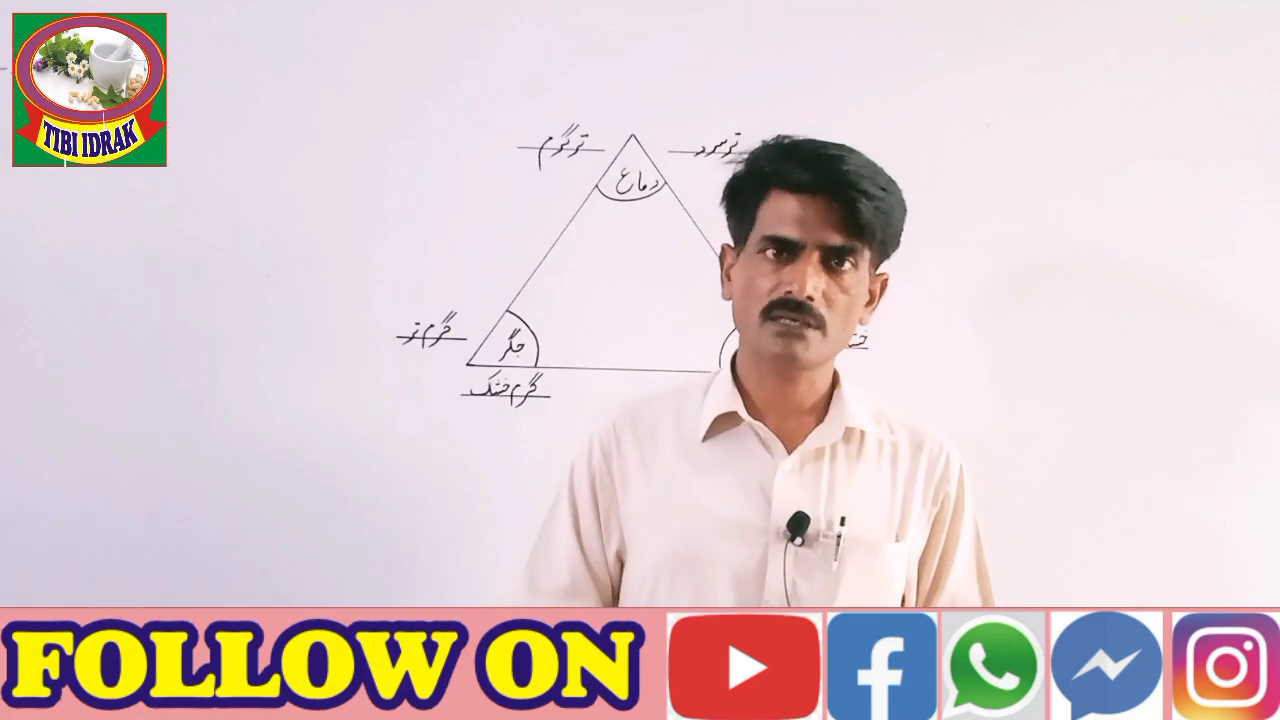 TIBI IDRAK
تر گرم
تر سرد
دماغ
گرم تر
جگر
گرم خشک
FOLLOW ON